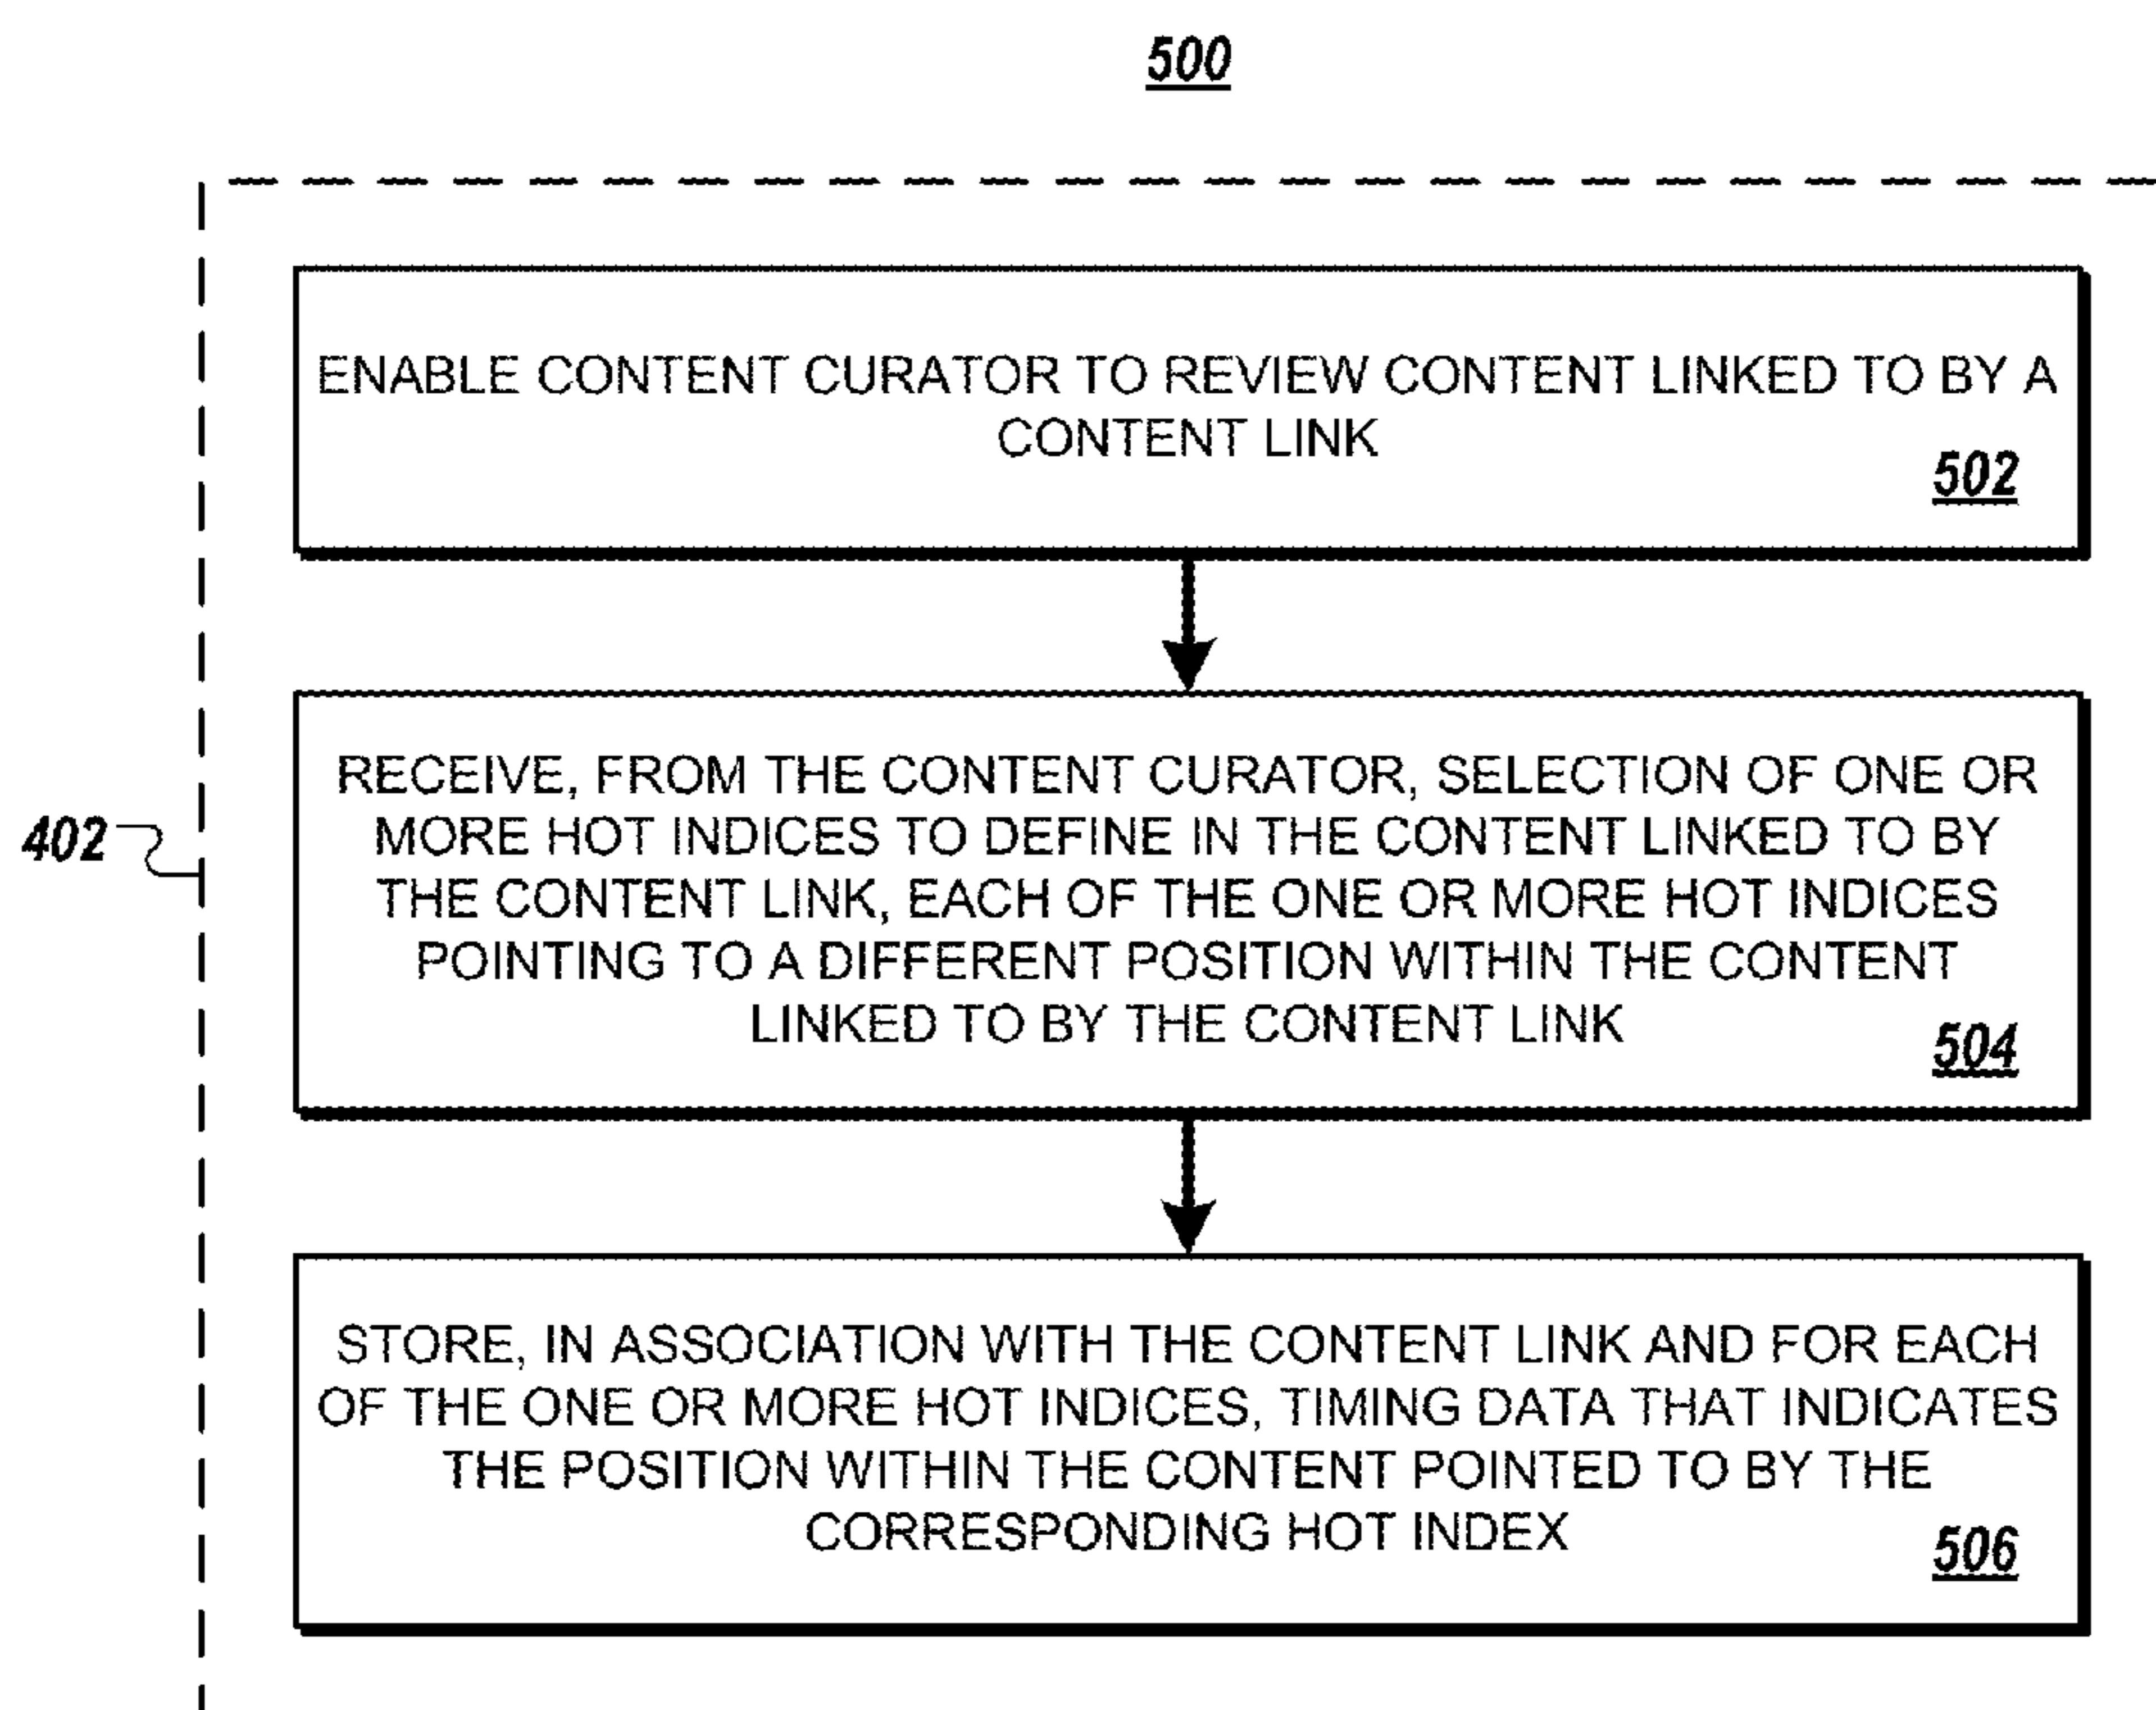 500
ENABLE CONTENT CURATOR TO REVIEW CONTENT LINKED TO BY A
CONTENT LINK
502
RECEIVE, FROM THE CONTENT CURATOR, SELECTION OF ONE OR
MORE HOT INDICES TO DEFINE IN THE CONTENT LINKED TO BY
THE CONTENT LINK, EACH OF THE ONE OR MORE HOT INDICES
POINTING TO A DIFFERENT POSITION WITHIN THE CONTENT
LINKED TO BY THE CONTENT LINK
504
402
STORE, IN ASSOCIATION WITH THE CONTENT LINK AND FOR EACH
OF THE ONE OR MORE HOT INDICES, TIMING DATA THAT INDICATES
THE POSITION WITHIN THE CONTENT POINTED TO BY THE
CORRESPONDING HOT INDEX
506